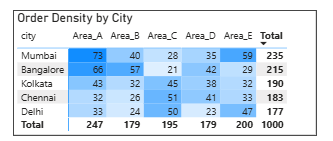 Order Density by City
city Area_A Area_B Area_C Area_D Area_E Total
Mumbai 73 40 28 35 59 235
Bangalore 66 57 21 42 29 215
Kolkata 43 32 45 38 32 190
Chennai 32 26 51 41 33 183
Delhi 33 24 50 23 47 177
Total 247 179 195 179 200 1000